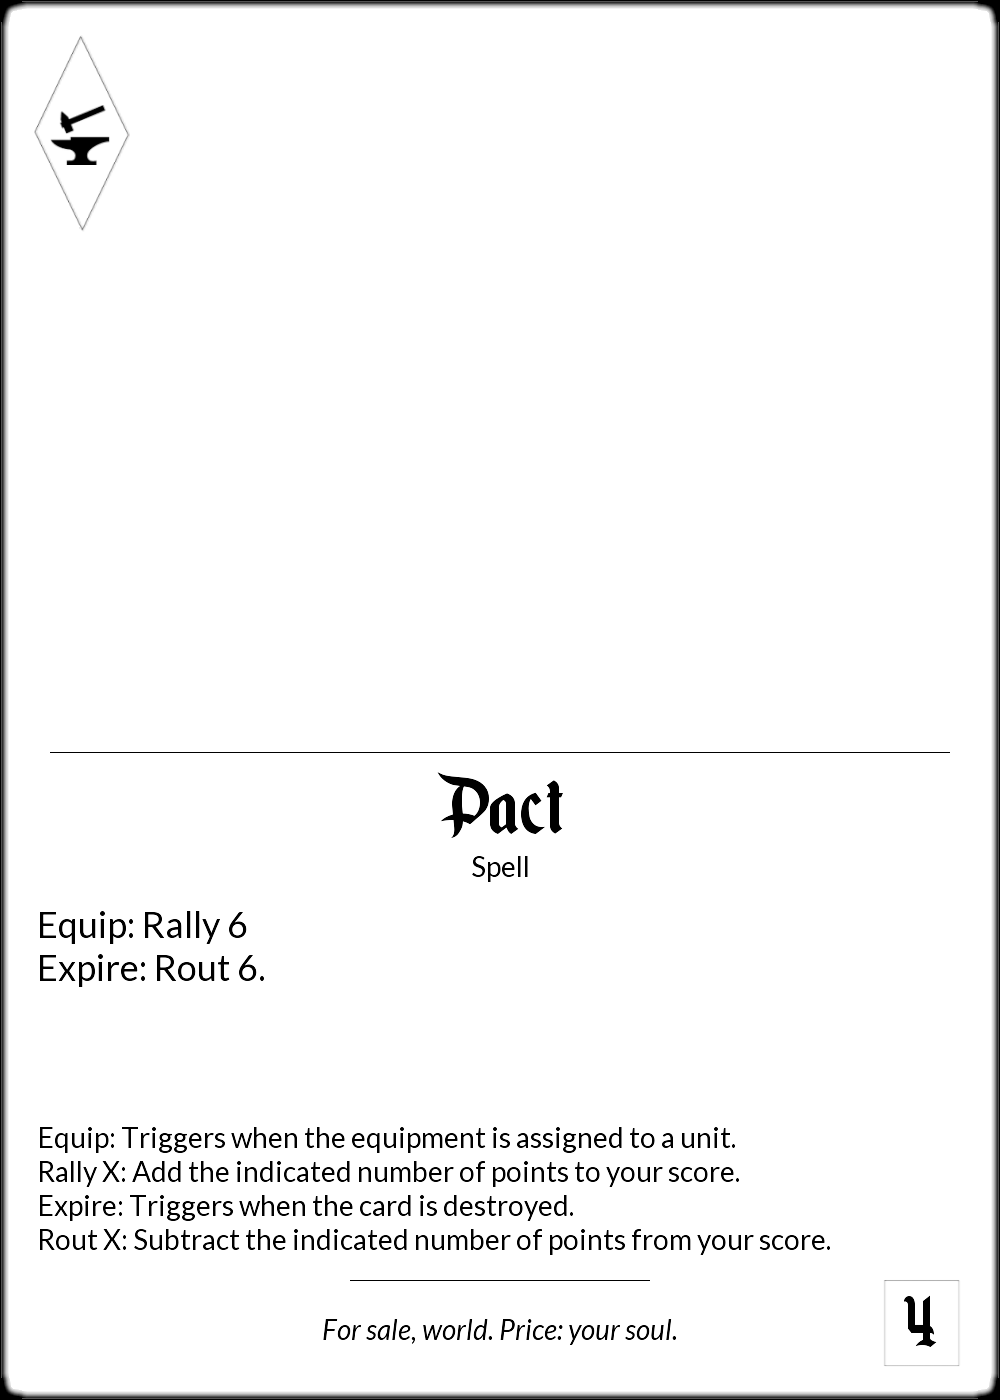 Pact
Spell
Equip: Rally 6
Expire: Rout 6.
Equip: Triggers when the equipment is assigned to a unit.
Rally X: Add the indicated number of points to your score.
Expire: Triggers when the card is destroyed.
Rout X: Subtract the indicated number of points from your score.
For sale, world. Price: your soul.
4